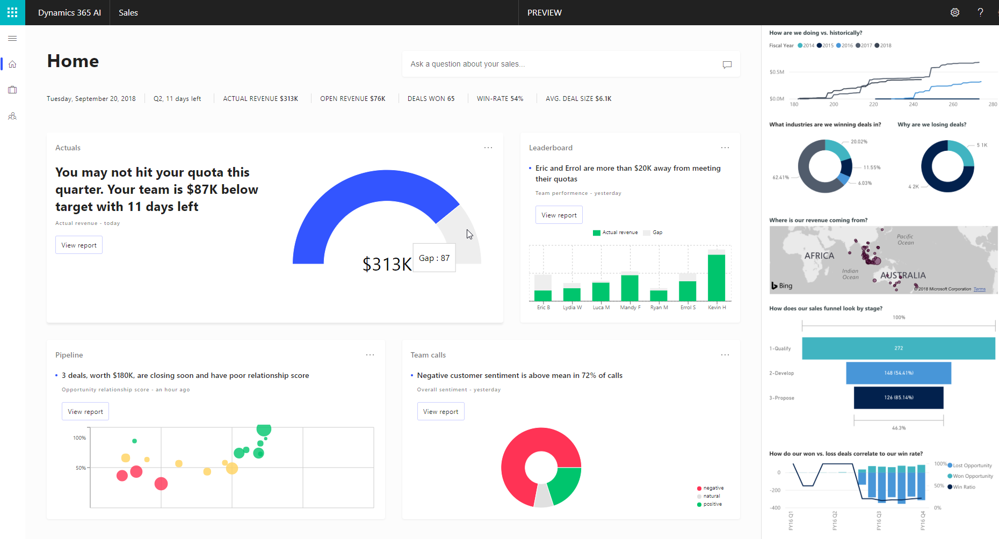 Dynamics 365 AI
Sales
PREVIEW
?
Home
Ask a question about your sales...
Tuesday, September 20, 2018
Q2, 11 days left
ACTUAL REVENUE $313K
OPEN REVENUE $76K
DEALS WON 65
WIN-RATE 54%
AVG. DEAL SIZE $6.1K
Actuals
You may not hit your quota this
quarter. Your team is $87K below
target with 11 days left
Actual revenue - today
View report
$313K
Gap : 87
Leaderboard
Eric and Errol are more than $20K away from meeting
their quotas
Team performence - yesterday
View report
Actual revenue
Gap
Eric B
Lydia W
Luca M
Mandy F
Ryan M
Errol S
Kevin H
Pipeline
3 deals, worth $180K, are closing soon and have poor relationship score
Opportunity relationship score - an hour ago
View report
100%
50%
Team calls
Negative customer sentiment is above mean in 72% of calls
Overall sentiment - yesterday
View report
negative
natural
positive
How are we doing vs. historically?
Fiscal Year 2014 2015 2016 2017 2018
$0.5M
$0.0M
180
200
220
240
260
280
What industries are we winning deals in?
20.02%
11.55%
6.03%
62.41%
Why are we losing deals?
5 1K
4 2K
Where is our revenue coming from?
Pacific
Ocean
AFRICA
Indian
Ocean
AUSTRALIA
Bing
© 2018 Microsoft Corporation Terms
How does our sales funnel look by stage?
100%
1-Qualify
272
2-Develop
148 (54.41%)
3-Propose
126 (85.14%)
46.3%
How do our won vs. loss deals correlate to our win rate?
0
-200
-400
100%
50%
0%
Lost Opportunity
Won Opportunity
Win Ratio
FY16 Q1
FY16 Q2
FY16 Q3
FY16 Q4